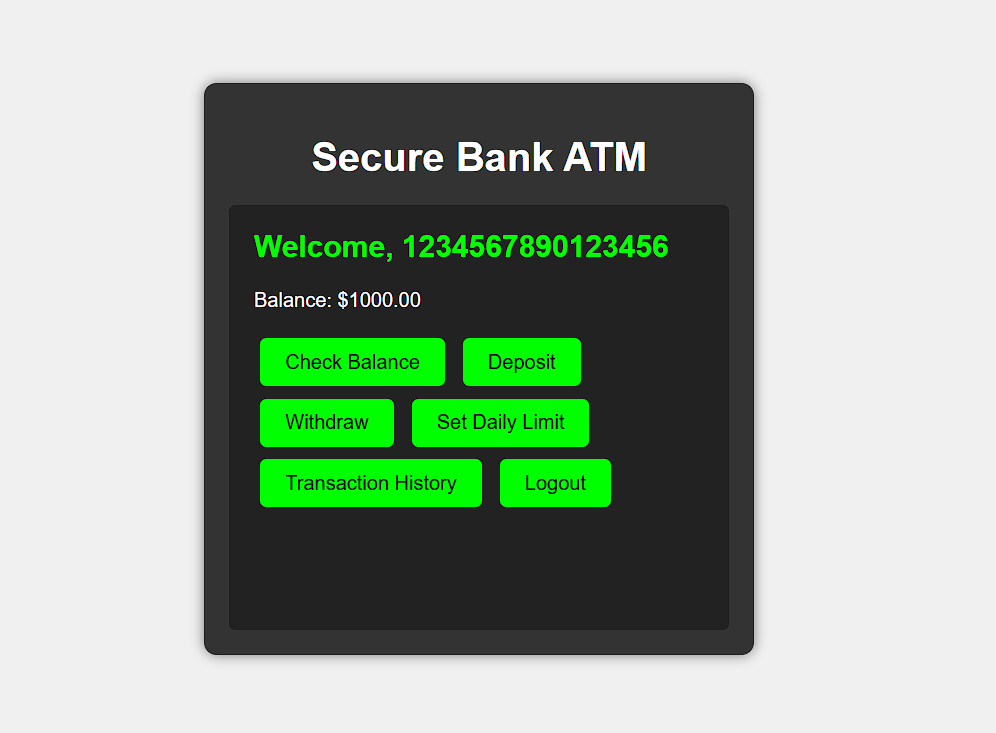 Secure Bank ATM
Welcome, 1234567890123456
Balance: $1000.00
Check Balance Deposit
Withdraw Set Daily Limit
Transaction History Logout